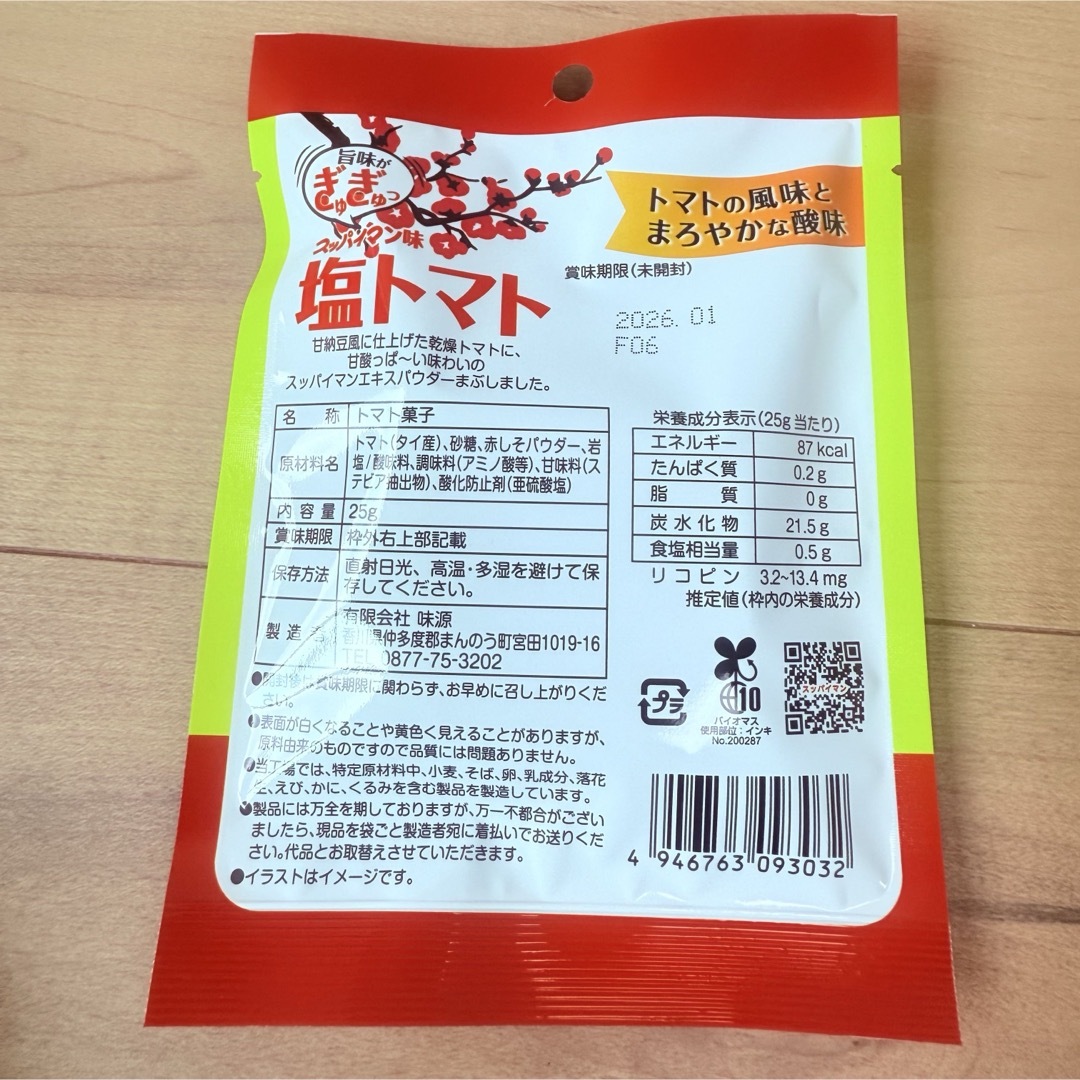 旨味が
ぎゅぎゅっ
スッパイマン味
塩トマト
トマトの風味と
まろやかな酸味
賞味期限(未開封)
2026.01
F06
甘納豆風に仕上げた乾燥トマトに、
甘酸っぱ〜い味わいの
スッパイマンエキスパウダーまぶしました。
名称 トマト菓子
原材料名 トマト(タイ産)、砂糖、赤しそパウダー、岩
塩/酸味料、調味料(アミノ酸等)、甘味料(ス
テビア抽出物)、酸化防止剤(亜硫酸塩)
内容量 25g
賞味期限 枠外右上部記載
保存方法 直射日光、高温・多湿を避けて保
存してください。
製造者 有限会社 味源
香川県仲多度郡まんのう町宮田1019-16
TEL 0877-75-3202
栄養成分表示(25g当たり)
エネルギー 87kcal
たんぱく質 0.2g
脂質 0g
炭水化物 21.5g
食塩相当量 0.5g
リコピン 3.2~13.4mg
推定値(枠内の栄養成分)
●開封後は賞味期限に関わらず、お早めに召し上がりくだ
さい。
●表面が白くなることや黄色く見えることがありますが、
原料由来のものですので品質には問題ありません。
●当工場では、特定原材料中、小麦、そば、卵、乳成分、落花
生、えび、かに、くるみを含む製品を製造しています。
●製品には万全を期しておりますが、万一不都合がござい
ましたら、現品を袋ごと製造者宛に着払いでお送りくだ
さい。代品とお取替えさせていただきます。
●イラストはイメージです。
プラ
10
バイオマス
使用部位:インキ
No.200287
スッパイマン
4 946763 093032